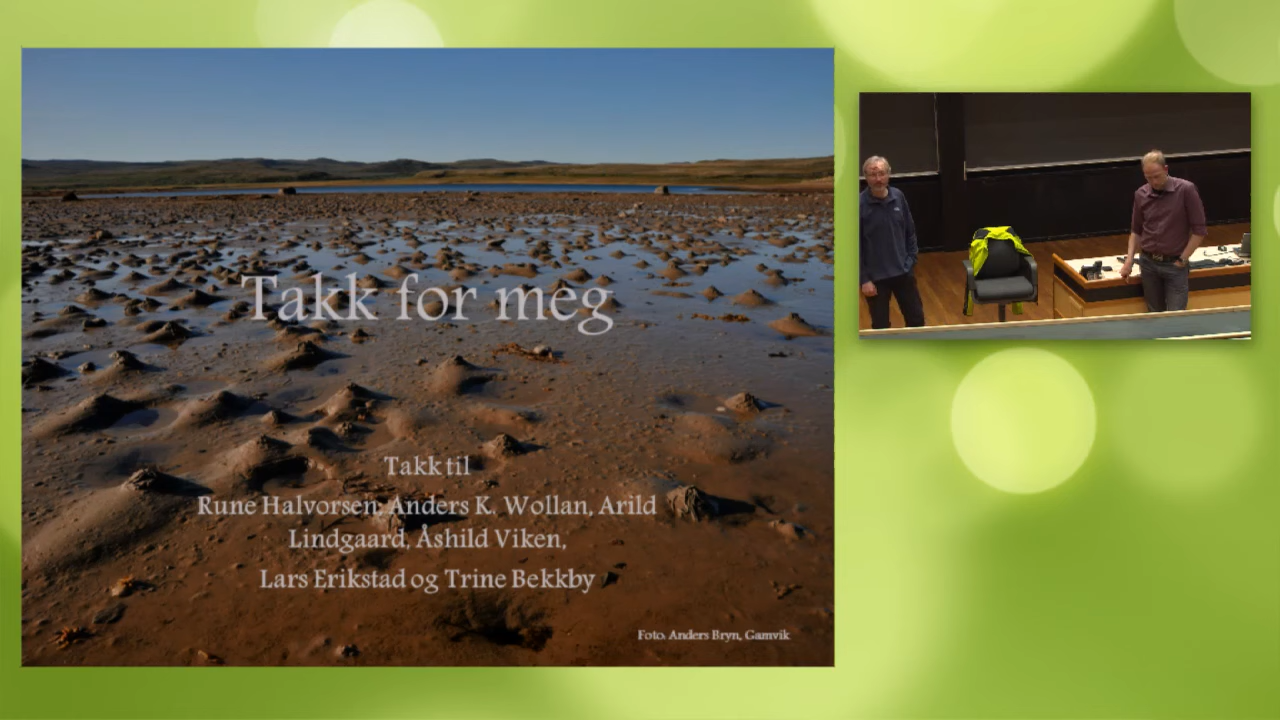 Takk for meg
Takk til
Rune Halvorsen, Anders K. Wollan, Arild
Lindgaard, Åshild Viken,
Lars Erikstad og Trine Bekkby
Foto: Anders Bryn, Gamvik